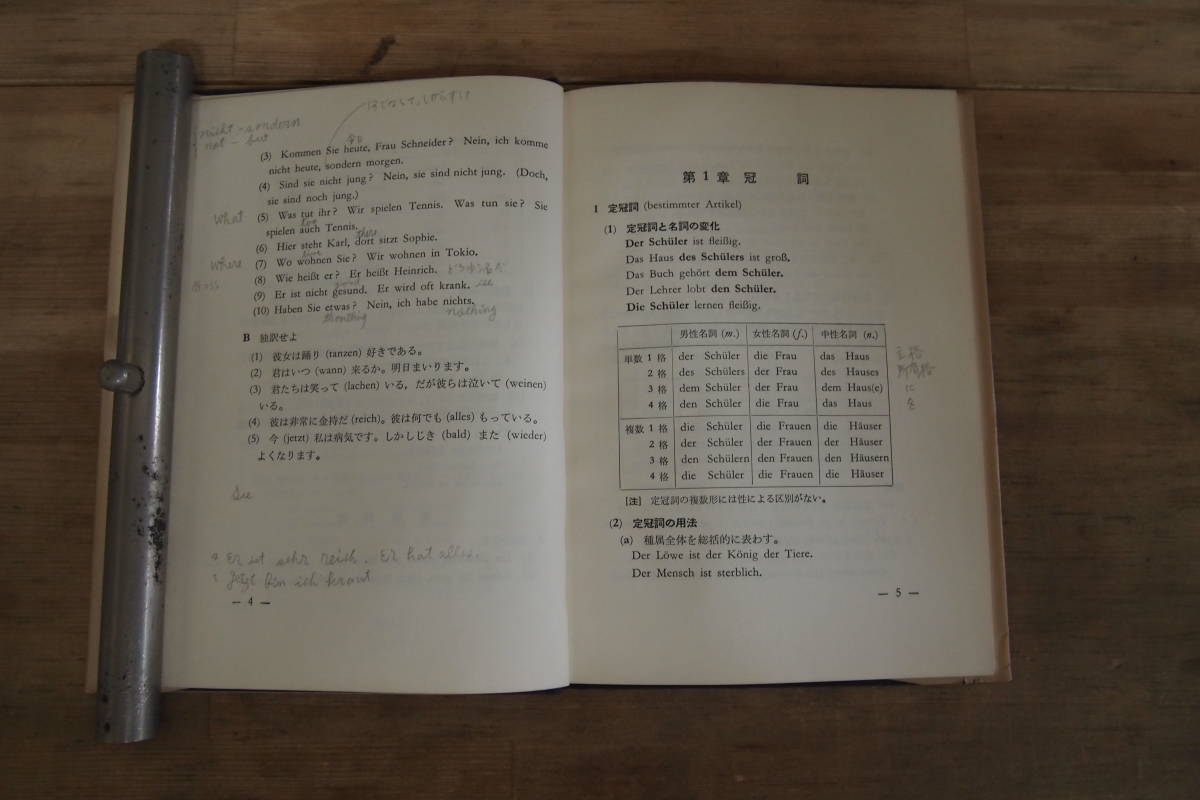 nicht - sondern
not - but
(3) Kommen Sie heute, Frau Schneider? Nein, ich komme
nicht heute, sondern morgen.
(4) Sind sie nicht jung? Nein, sie sind nicht jung. (Doch,
sie sind noch jung.)
What
(5) Was tut ihr? Wir spielen Tennis. Was tun sie? Sie
too
spielen auch Tennis.
there
(6) Hier steht Karl, dort sitzt Sophie.
live
Where
(7) Wo wohnen Sie? Wir wohnen in Tokio.
(8) Wie heißt er? Er heißt Heinrich.
good
(9) Er ist nicht gesund. Er wird oft krank. ill
(10) Haben Sie etwas? Nein, ich habe nichts.
nothing
B 独訳せよ
(1) 彼女は踊り (tanzen) 好きである。
(2) 君はいつ (wann) 来るか。明日まいります。
(3) 君たちは笑って (lachen) いる,だが彼らは泣いて (weinen)
いる。
(4) 彼は非常に金持だ (reich)。彼は何でも (alles) もっている。
(5) 今 (jetzt) 私は病気です。しかしじき (bald) また (wieder)
よくなります。
Sie
4 Er ist sehr reich. Er hat alles.
Jetzt bin ich
— 4 —
第 1 章 冠 詞
1 定冠詞 (bestimmter Artikel)
(1) 定冠詞と名詞の変化
Der Schüler ist fleißig.
Das Haus des Schülers ist groß.
Das Buch gehört dem Schüler.
Der Lehrer lobt den Schüler.
Die Schüler lernen fleißig.
男性名詞 (m.) 女性名詞 (f.) 中性名詞 (n.)
単数 1 格 der Schüler die Frau das Haus 主格
2 格 des Schülers der Frau des Hauses 所有格
3 格 dem Schüler der Frau dem Haus(e) に
4 格 den Schüler die Frau das Haus を
複数 1 格 die Schüler die Frauen die Häuser
2 格 der Schüler der Frauen der Häuser
3 格 den Schülern den Frauen den Häusern
4 格 die Schüler die Frauen die Häuser
[注] 定冠詞の複数形には性による区別がない。
(2) 定冠詞の用法
(a) 種属全体を総括的に表わす。
Der Löwe ist der König der Tiere.
Der Mensch ist sterblich.
— 5 —